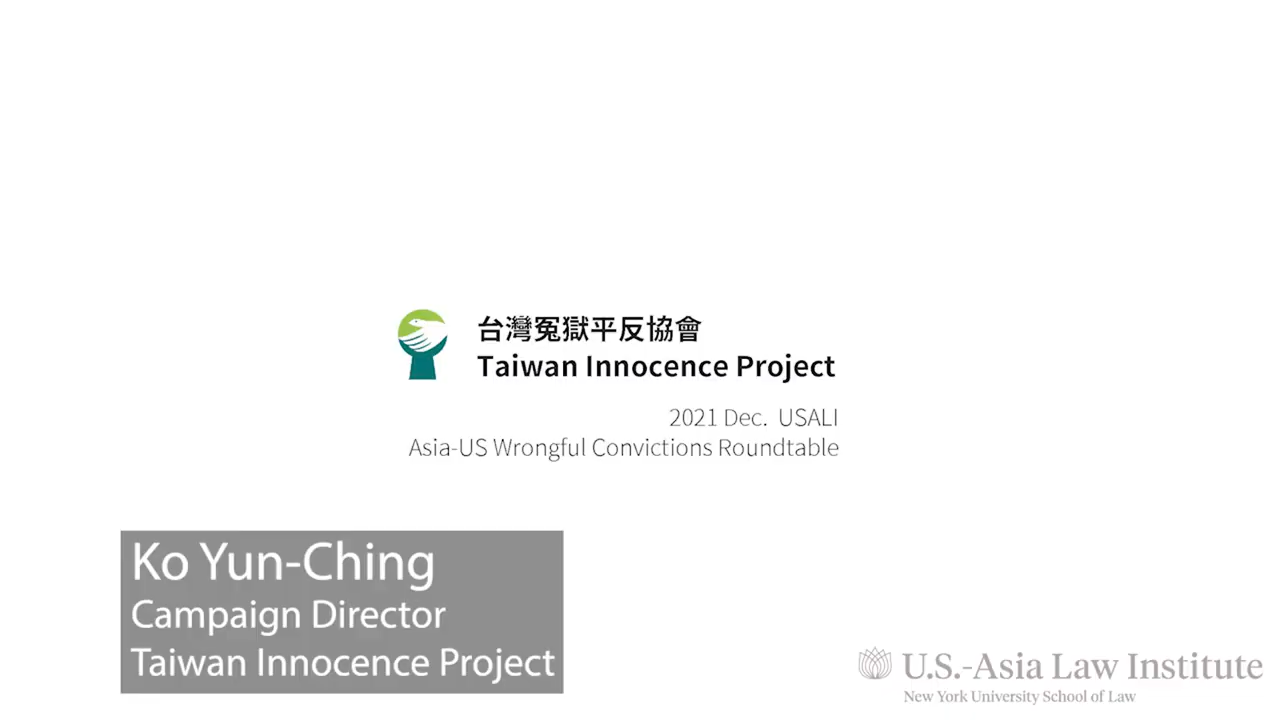 台灣冤獄平反協會
Taiwan Innocence Project
2021 Dec. USALI
Asia-US Wrongful Convictions Roundtable
Ko Yun-Ching
Campaign Director
Taiwan Innocence Project
U.S.-Asia Law Institute
New York University School of Law